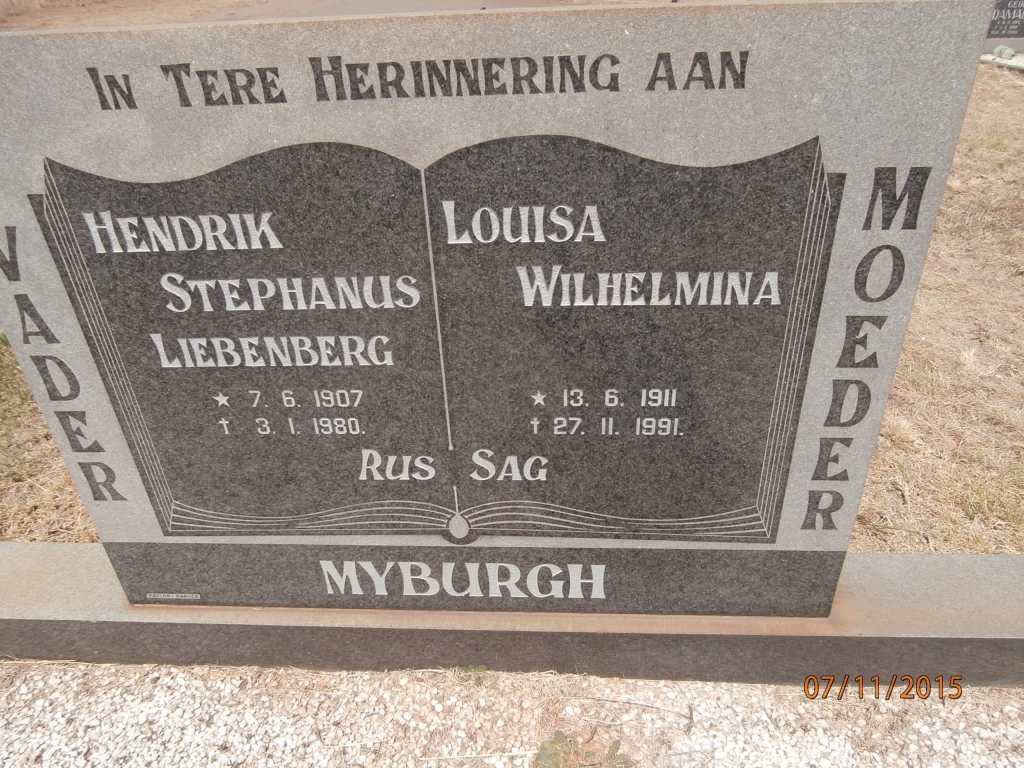 IN TERE HERINNERING AAN
VADER
HENDRIK
STEPHANUS
LIEBENBERG
★ 7. 6. 1907
† 3. 1. 1980.
LOUISA
WILHELMINA
★ 13. 6. 1911
† 27. 11. 1991.
MOEDER
RUS SAG
MYBURGH
07/11/2015